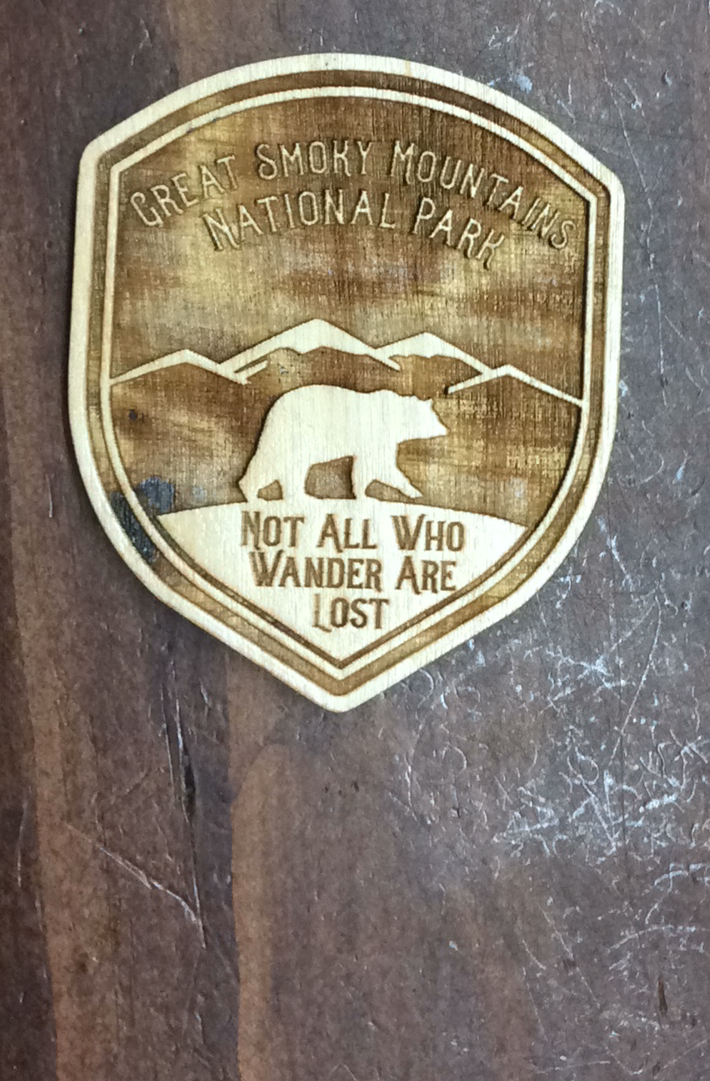 Great Smoky Mountains
National Park
Not All Who
Wander Are
Lost